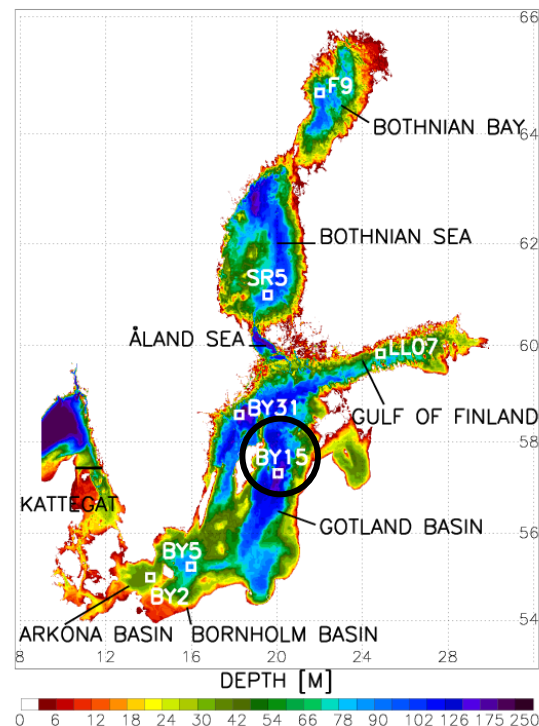 66
F9
BOTHNIAN BAY
64
BOTHNIAN SEA
62
SR5
ÅLAND SEA
60
LL07
BY31
GULF OF FINLAND
58
BY15
KATTEGAT
GOTLAND BASIN
56
BY5
BY2
ARKONA BASIN
BORNHOLM BASIN
54
8 12 16 20 24 28
DEPTH [M]
0 3 6 12 18 24 30 42 54 66 78 90 102 126 175 250